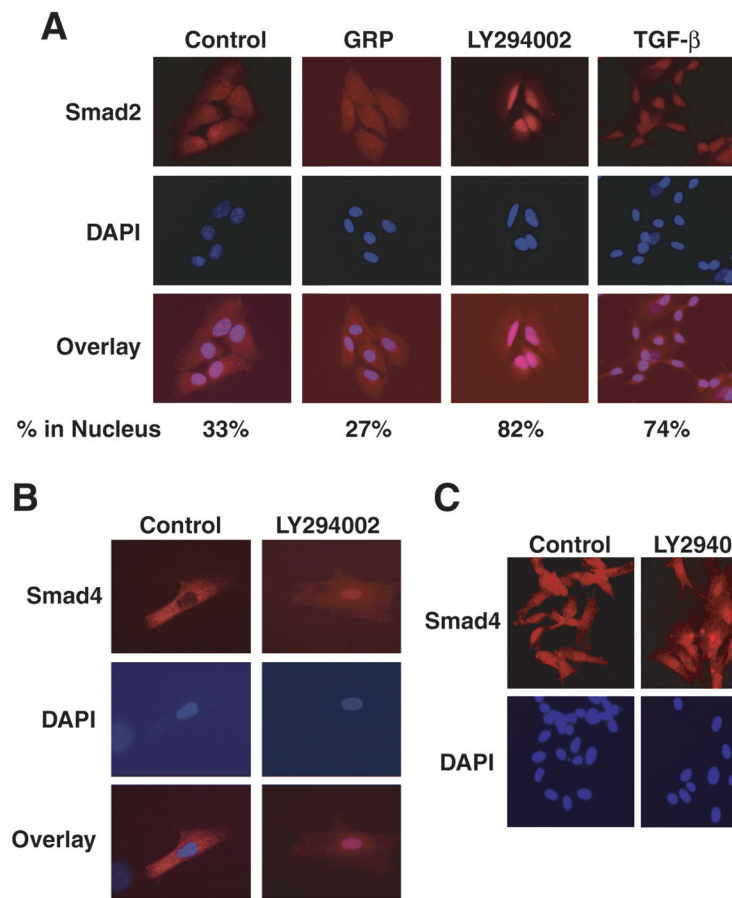 A
Control GRP LY294002 TGF-β
Smad2
DAPI
Overlay
% in Nucleus 33% 27% 82% 74%
B
Control LY294002
Smad4
DAPI
Overlay
C
Control LY2940
Smad4
DAPI